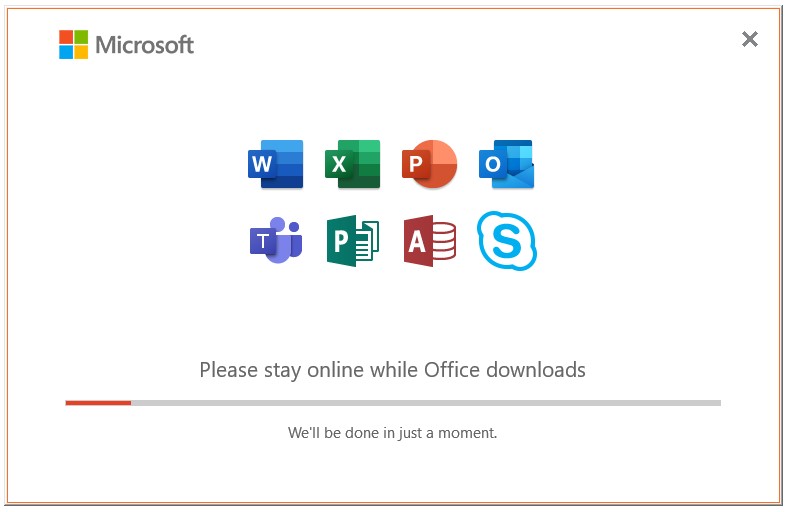 Microsoft
W X P O
T P A S
Please stay online while Office downloads
We'll be done in just a moment.